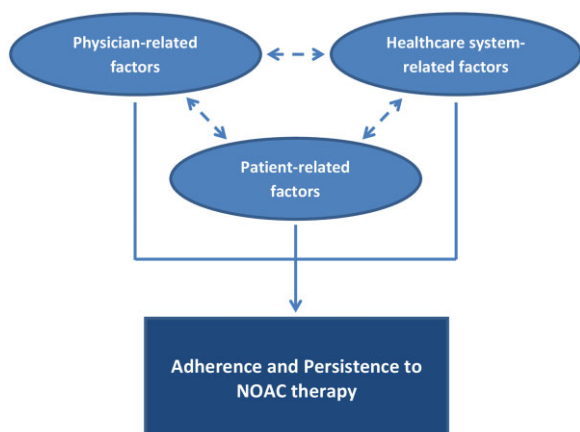 Physician-related
factors
Healthcare system-
related factors
Patient-related
factors
Adherence and Persistence to
NOAC therapy